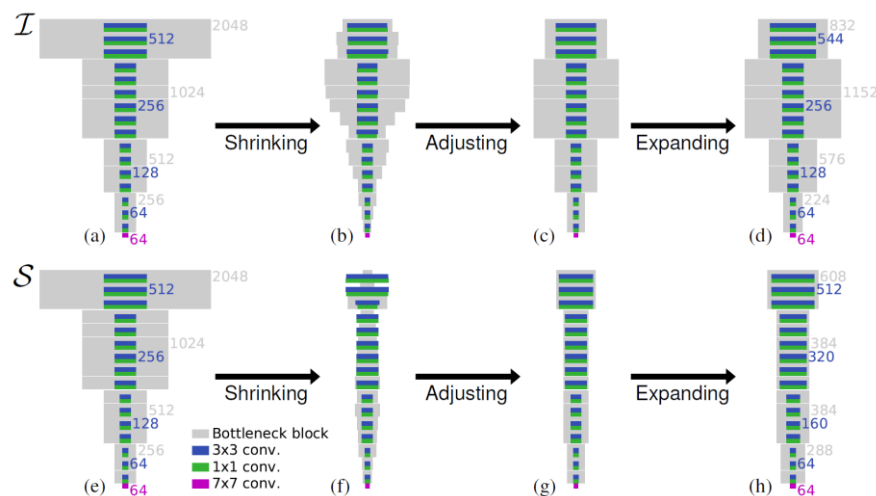 I
2048
512
1024
256
512
128
256
64
64
(a)
Shrinking
(b)
Adjusting
(c)
Expanding
832
544
1152
256
576
128
224
64
64
(d)
S
2048
512
1024
256
512
128
256
64
64
(e)
Bottleneck block
3x3 conv.
1x1 conv.
7x7 conv.
Shrinking
(f)
Adjusting
(g)
Expanding
608
512
384
320
384
160
288
64
64
(h)